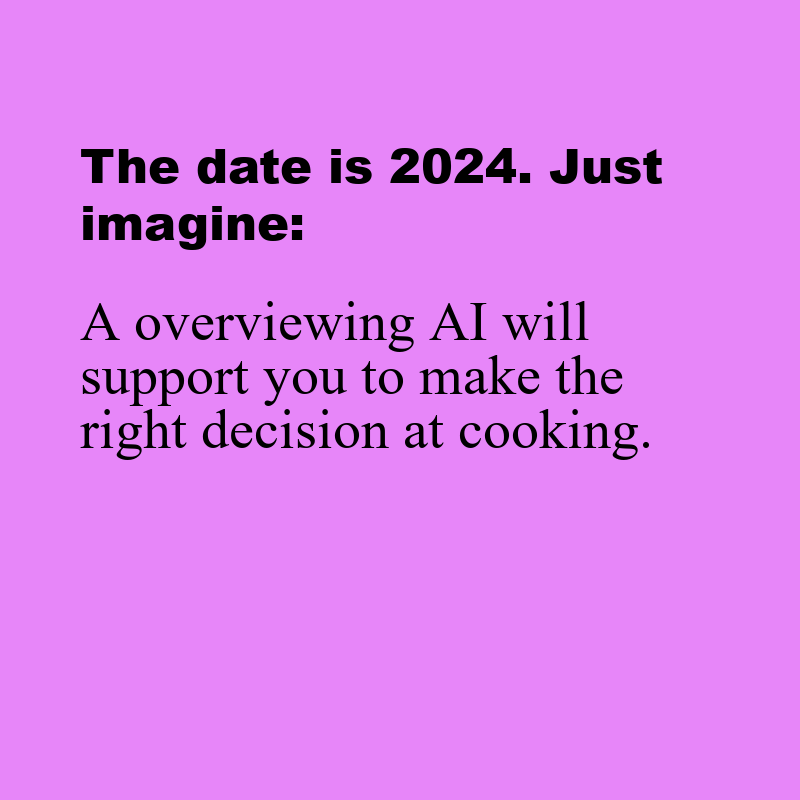 The date is 2024. Just
imagine:
A overviewing AI will
support you to make the
right decision at cooking.